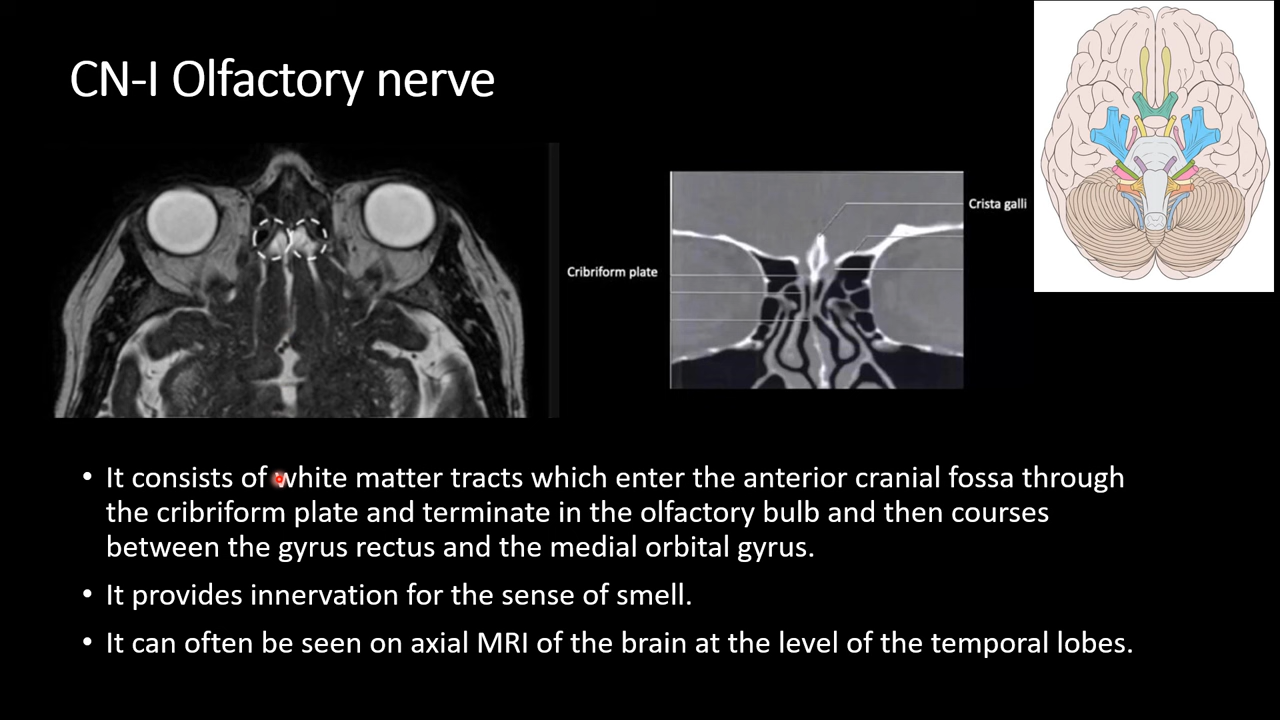 CN-I Olfactory nerve
Crista galli
Cribriform plate
• It consists of white matter tracts which enter the anterior cranial fossa through
the cribriform plate and terminate in the olfactory bulb and then courses
between the gyrus rectus and the medial orbital gyrus.
• It provides innervation for the sense of smell.
• It can often be seen on axial MRI of the brain at the level of the temporal lobes.